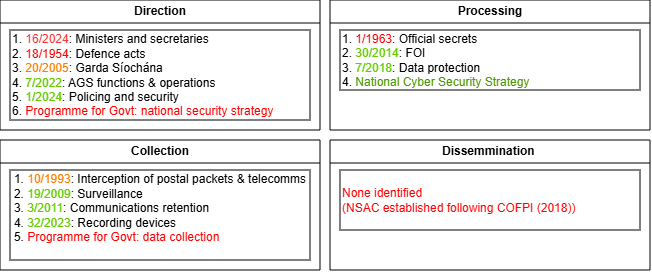 Direction
1. 16/2024: Ministers and secretaries
2. 18/1954: Defence acts
3. 20/2005: Garda Síochána
4. 7/2022: AGS functions & operations
5. 1/2024: Policing and security
6. Programme for Govt: national security strategy
Processing
1. 1/1963: Official secrets
2. 30/2014: FOI
3. 7/2018: Data protection
4. National Cyber Security Strategy
Collection
1. 10/1993: Interception of postal packets & telecomms
2. 19/2009: Surveillance
3. 3/2011: Communications retention
4. 32/2023: Recording devices
5. Programme for Govt: data collection
Dissemmination
None identified
(NSAC established following COFPI (2018))